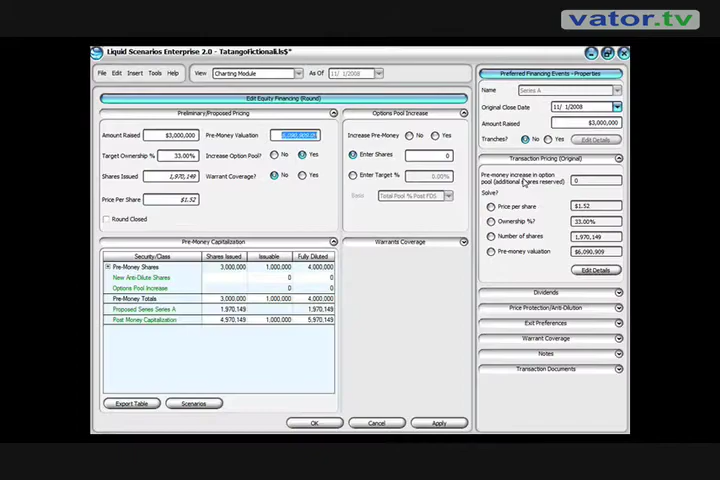 vator.tv
Liquid Scenarios Enterprise 2.0 - TatangoFictional.ls$*
File Edit Insert Tools Help View Charting Module As Of 11/ 1/2008
Edit Equity Financing (Round)
Preliminary/Proposed Pricing
Amount Raised $3,000,000 Pre-Money Valuation $6,090,909.09
Target Ownership % 33.00% Increase Option Pool? No Yes
Shares Issued 1,970,149 Warrant Coverage? No Yes
Price Per Share $1.52
Round Closed
Options Pool Increase
Increase Pre-Money No Yes
Enter Shares 0
Enter Target % 0.00%
Basis Total Pool % Post FDS
Pre-Money Capitalization
Security/Class Shares Issued Issuable Fully Diluted
Pre-Money Shares 3,000,000 1,000,000 4,000,000
New Anti-Dilute Shares 0 0
Options Pool Increase 0 0
Pre-Money Totals 3,000,000 1,000,000 4,000,000
Proposed Series Series A 1,970,149 1,970,149
Post Money Capitalization 4,970,149 1,000,000 5,970,149
Export Table Scenarios
Warrants Coverage
OK Cancel Apply
Preferred Financing Events - Properties
Name Series A
Original Close Date 11/ 1/2008
Amount Raised $3,000,000
Tranches? No Yes Edit Details
Transaction Pricing (Original)
Pre-money increase in option
pool (additional shares reserved) 0
Solve?
Price per share $1.52
Ownership %? 33.00%
Number of shares 1,970,149
Pre-money valuation $6,090,909
Edit Details
Dividends
Price Protection/Anti-Dilution
Exit Preferences
Warrant Coverage
Notes
Transaction Documents